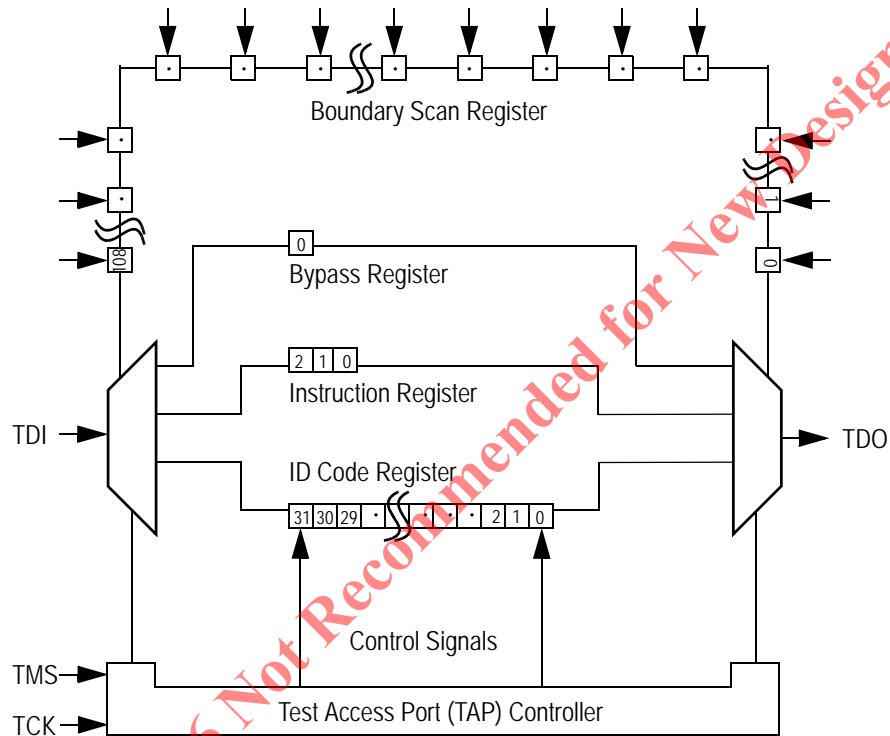 Boundary Scan Register
1
108
0
0
Bypass Register
2 1 0
Instruction Register
TDI
TDO
ID Code Register
31 30 29 · · · · 2 1 0
Control Signals
TMS
Test Access Port (TAP) Controller
TCK
6 Not Recommended for New Design